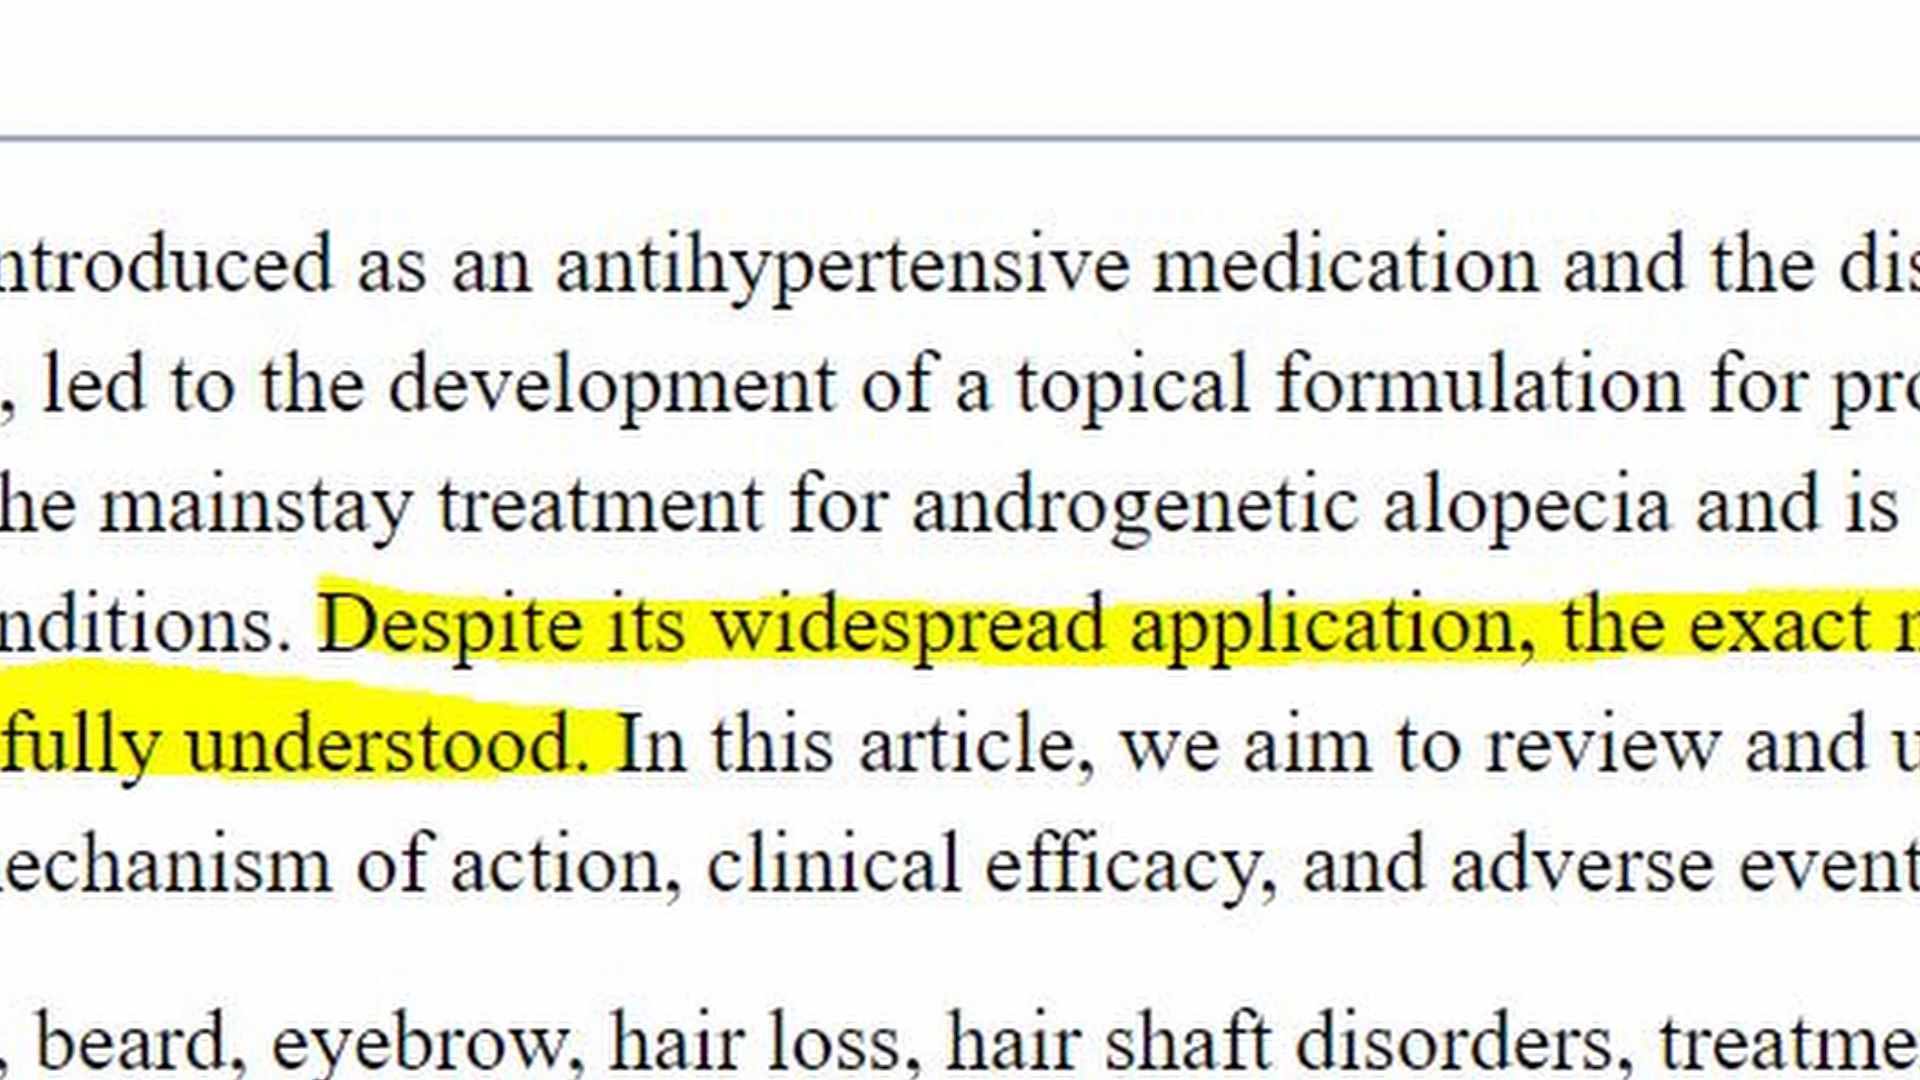 ntroduced as an antihypertensive medication and the dis
, led to the development of a topical formulation for pro
he mainstay treatment for androgenetic alopecia and is
nditions. Despite its widespread application, the exact
fully understood. In this article, we aim to review and u
echanism of action, clinical efficacy, and adverse event
, beard, eyebrow, hair loss, hair shaft disorders, treatme